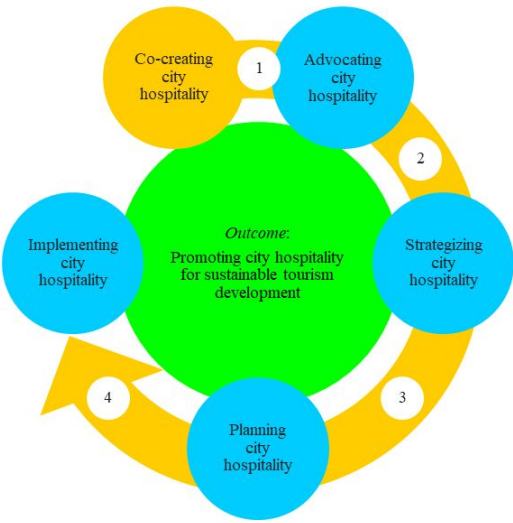 Co-creating
city
hospitality
1
Advocating
city
hospitality
2
Strategizing
city
hospitality
3
Planning
city
hospitality
4
Implementing
city
hospitality
Outcome:
Promoting city hospitality
for sustainable tourism
development